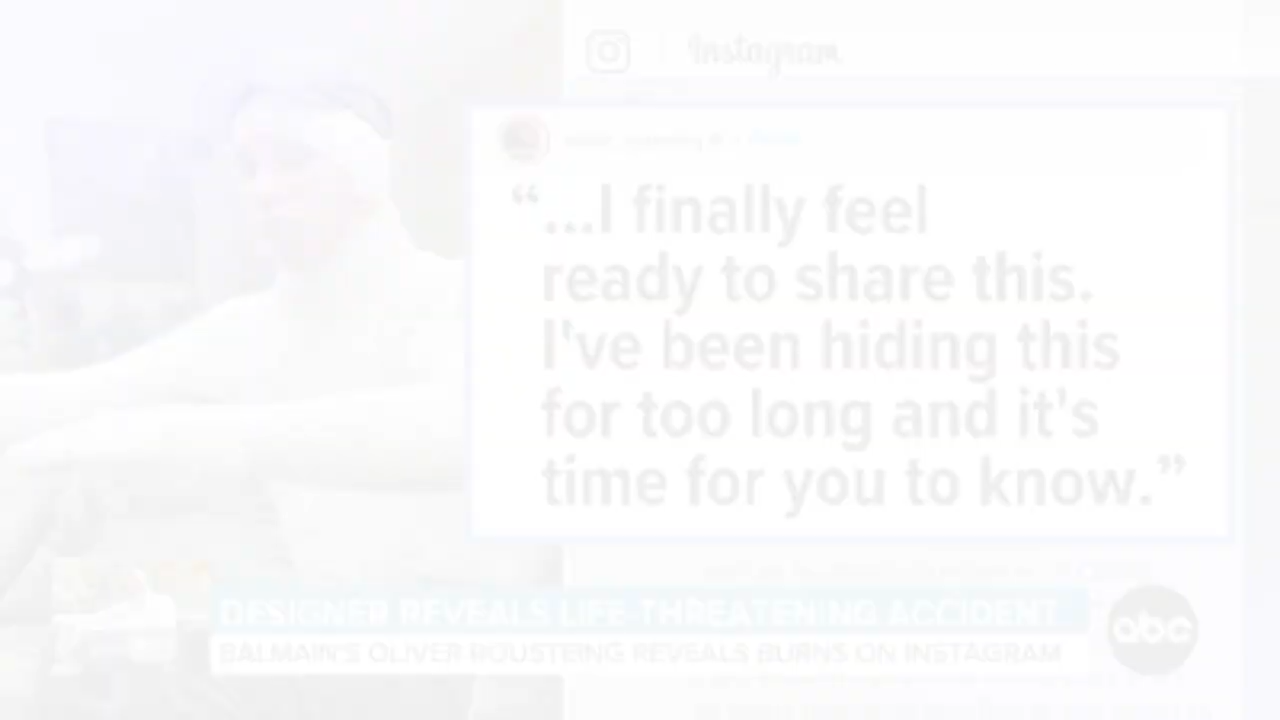 Instagram
“...I finally feel
ready to share this.
I've been hiding this
for too long and it's
time for you to know.”
DESIGNER REVEALS LIFE-THREATENING ACCIDENT
BALMAIN'S OLIVER ROUSTEING REVEALS BURNS ON INSTAGRAM
abc